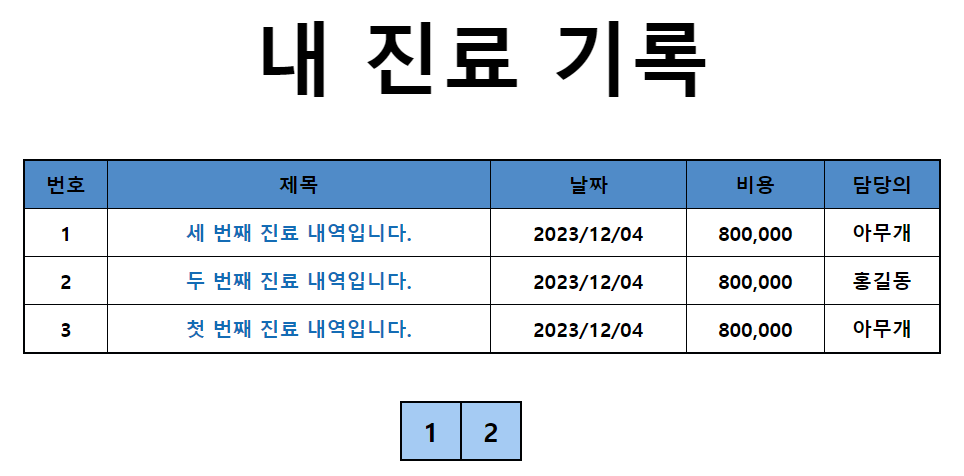 내 진료 기록
번호 제목 날짜 비용 담당의
1 세 번째 진료 내역입니다. 2023/12/04 800,000 아무개
2 두 번째 진료 내역입니다. 2023/12/04 800,000 홍길동
3 첫 번째 진료 내역입니다. 2023/12/04 800,000 아무개
1 2